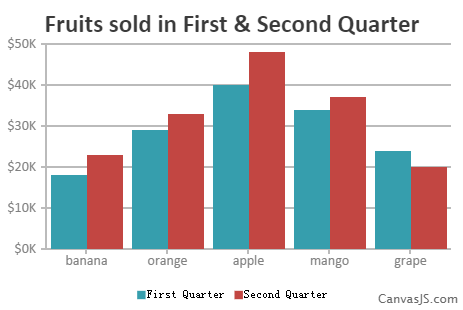 Fruits sold in First & Second Quarter
$50K
$40K
$30K
$20K
$10K
$0K
banana orange apple mango grape
First Quarter Second Quarter
CanvasJS.com